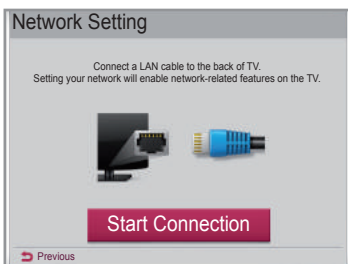 Network Setting
Connect a LAN cable to the back of TV.
Setting your network will enable network-related features on the TV.
Start Connection
Previous